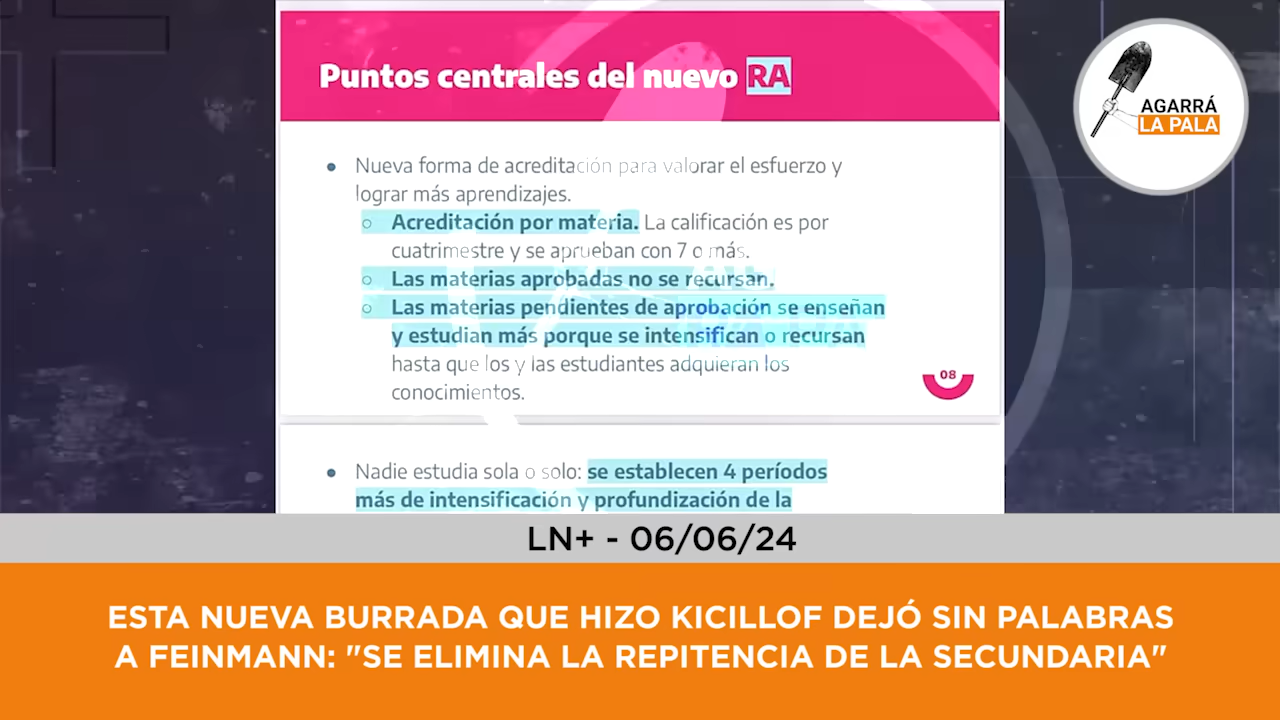 Puntos centrales del nuevo RA
AGARRÁ
LA PALA
Nueva forma de acreditación para valorar el esfuerzo y
lograr más aprendizajes.
Acreditación por materia. La calificación es por
cuatrimestre y se aprueban con 7 o más.
Las materias aprobadas no se recursan.
Las materias pendientes de aprobación se enseñan
y estudian más porque se intensifican o recursan
hasta que los y las estudiantes adquieran los
conocimientos.
08
Nadie estudia sola o solo: se establecen 4 períodos
más de intensificación y profundización de la
LN+ - 06/06/24
ESTA NUEVA BURRADA QUE HIZO KICILLOF DEJÓ SIN PALABRAS
A FEINMANN: "SE ELIMINA LA REPITENCIA DE LA SECUNDARIA"